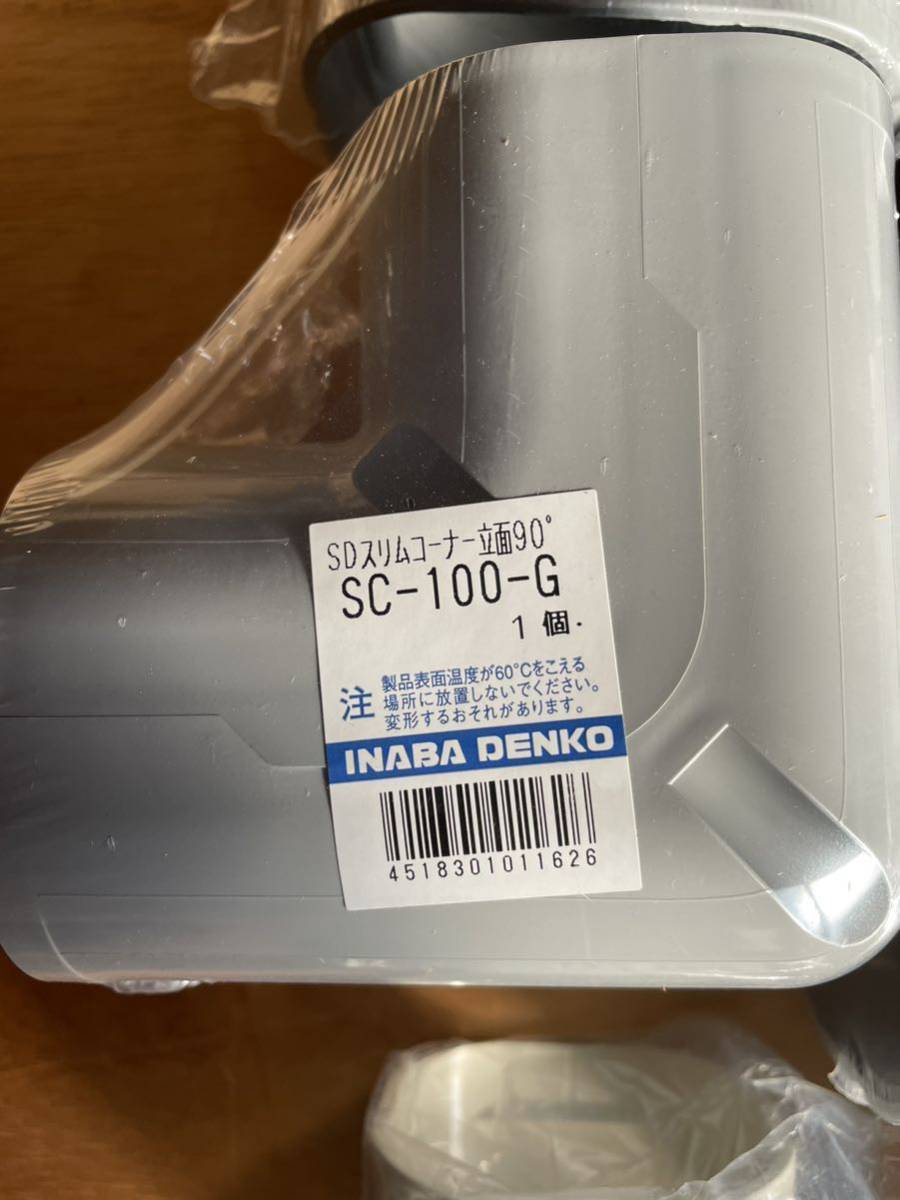 SDスリムコーナー立面90°
SC-100-G
1個.
注 製品表面温度が60℃をこえる
場所に放置しないでください。
変形するおそれがあります。
INABA DENKO
4518301011626